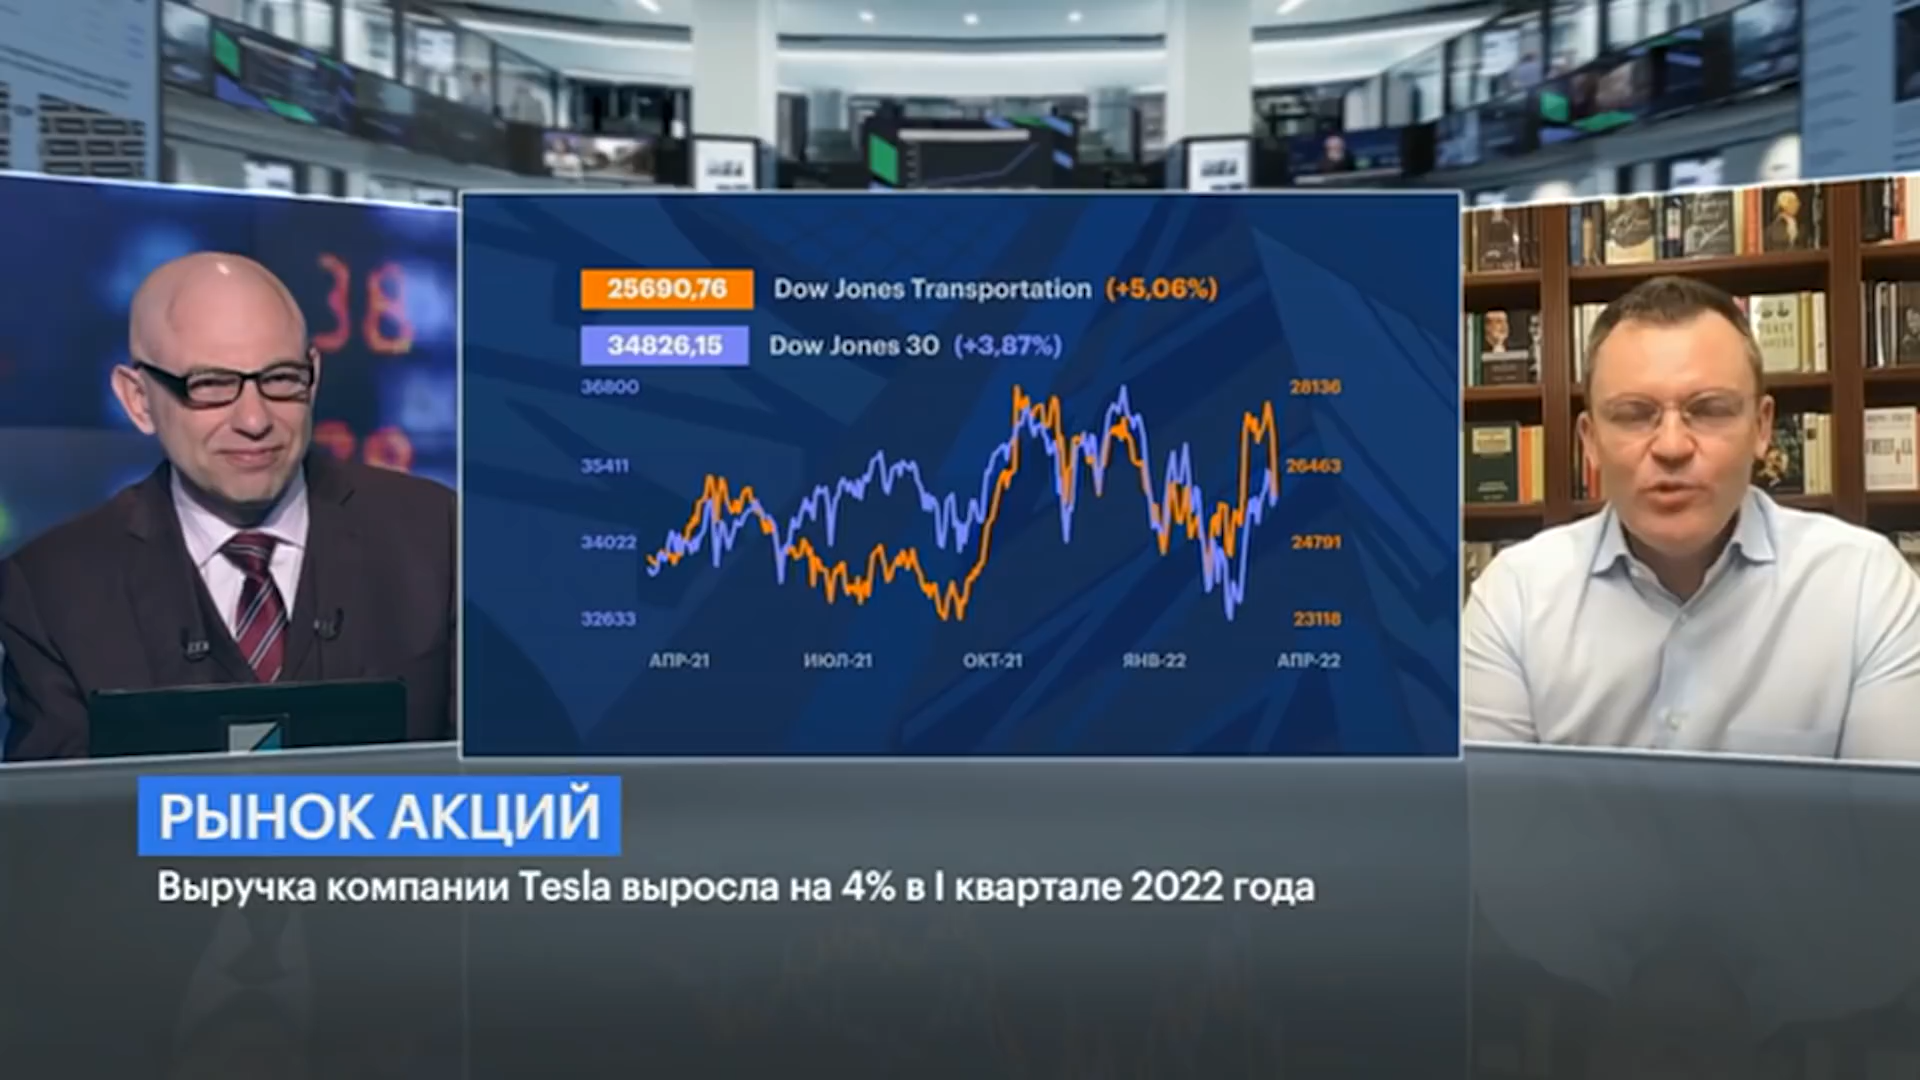 25690,76 Dow Jones Transportation (+5,06%)
34826,15 Dow Jones 30 (+3,87%)
36800 28136
35411 26463
34022 24791
32633 23118
АПР-21 ИЮЛ-21 ОКТ-21 ЯНВ-22 АПР-22
РЫНОК АКЦИЙ
Выручка компании Tesla выросла на 4% в I квартале 2022 года